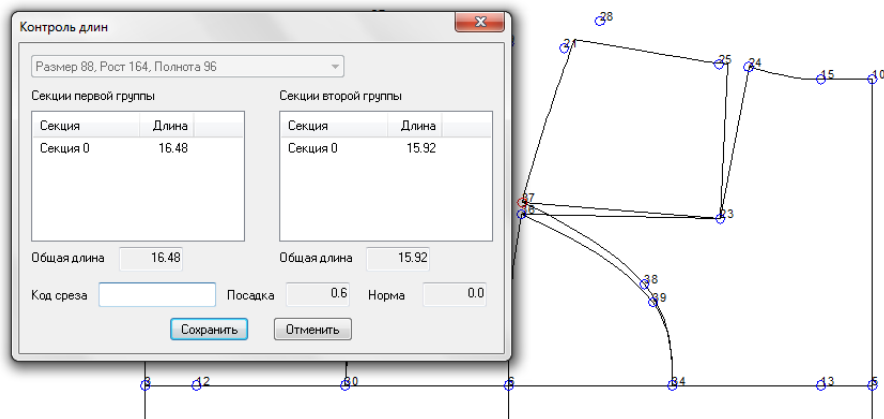 Контроль длин
Размер 88, Рост 164, Полнота 96
Секции первой группы
Секции второй группы
Секция Длина
Секция 0 16.48
Секция Длина
Секция 0 15.92
Общая длина 16.48
Общая длина 15.92
Код среза
Посадка 0.6
Норма 0.0
Сохранить
Отменить
28
21
25
24
15
10
37
23
38
39
3
12
30
6
34
13
5